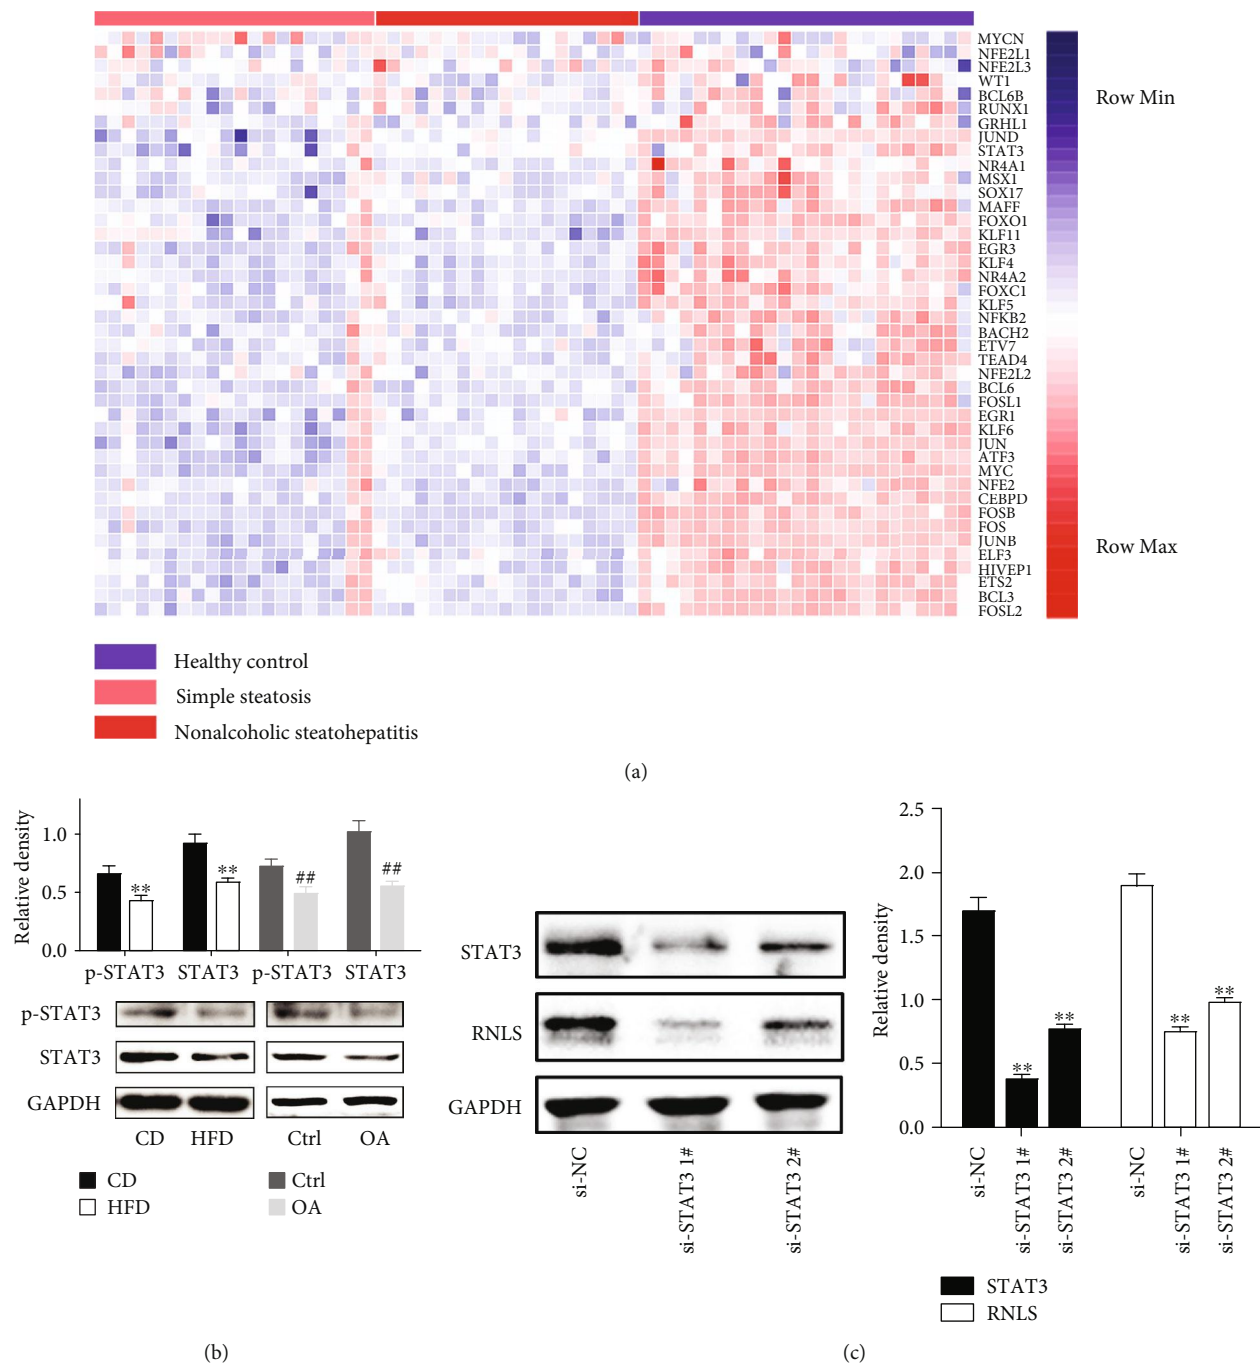 MYCN
NFE2L1
NFE2L3
WT1
BCL6B
RUNX1
GRHL1
JUND
STAT3
NR4A1
MSX1
SOX17
MAFF
FOXO1
KLF11
EGR3
KLF4
NR4A2
FOXC1
KLF5
NFKB2
BACH2
ETV7
TEAD4
NFE2L2
BCL6
FOSL1
EGR1
KLF6
JUN
ATF3
MYC
NFE2
CEBPD
FOSB
FOS
JUNB
ELF3
HIVEP1
ETS2
BCL3
FOSL2
Row Min
Row Max
Healthy control
Simple steatosis
Nonalcoholic steatohepatitis
(a)
Relative density
1.0
0.5
0.0
**
**
##
##
p-STAT3 STAT3 p-STAT3 STAT3
p-STAT3
STAT3
GAPDH
CD HFD Ctrl OA
CD
HFD
Ctrl
OA
(b)
STAT3
RNLS
GAPDH
si-NC
si-STAT3 1#
si-STAT3 2#
Relative density
2.5
2.0
1.5
1.0
0.5
0.0
**
**
**
**
si-NC
si-STAT3 1#
si-STAT3 2#
si-NC
si-STAT3 1#
si-STAT3 2#
STAT3
RNLS
(c)